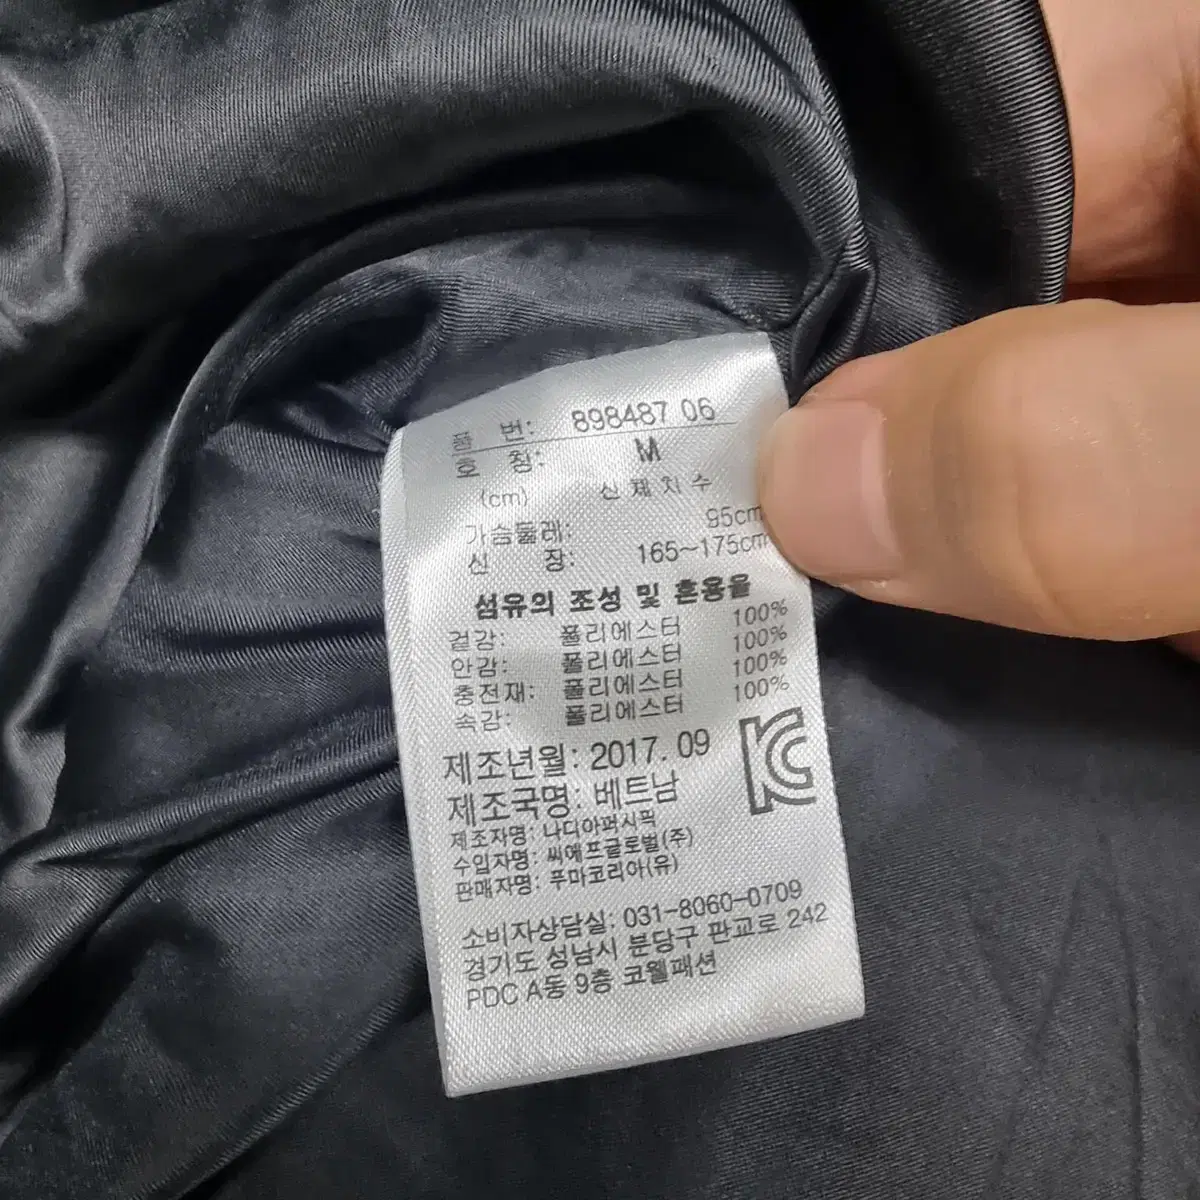 품 번: 898487 06
호 칭: M
(cm) 신체치수
가슴둘레: 95cm
신 장: 165~175cm
섬유의 조성 및 혼용율
겉감: 폴리에스터 100%
안감: 폴리에스터 100%
충전재: 폴리에스터 100%
속감: 폴리에스터 100%
제조년월: 2017. 09
제조국명: 베트남
제조자명: 나디아퍼시픽
수입자명: 씨에프글로벌(주)
판매자명: 푸마코리아(유)
소비자상담실: 031-8060-0709
경기도 성남시 분당구 판교로 242
PDC A동 9층 코웰패션
KC